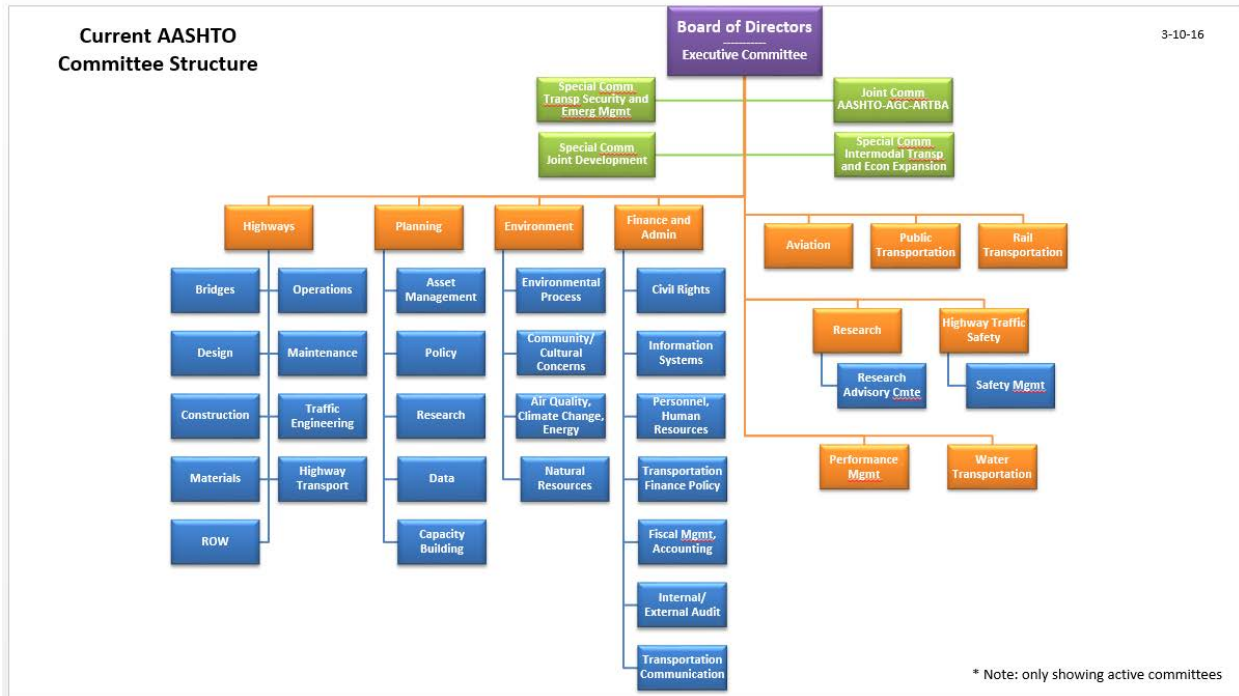 Current AASHTO
Committee Structure
3-10-16
Board of Directors
------------
Executive Committee
Special Comm
Transp Security and
Emerg Mgmt
Joint Comm
AASHTO-AGC-ARTBA
Special Comm
Joint Development
Special Comm
Intermodal Transp
and Econ Expansion
Highways
Planning
Environment
Finance and
Admin
Aviation
Public
Transportation
Rail
Transportation
Bridges
Operations
Design
Maintenance
Construction
Traffic
Engineering
Materials
Highway
Transport
ROW
Asset
Management
Policy
Research
Data
Capacity
Building
Environmental
Process
Community/
Cultural
Concerns
Air Quality,
Climate Change,
Energy
Natural
Resources
Civil Rights
Information
Systems
Personnel,
Human
Resources
Transportation
Finance Policy
Fiscal Mgmt,
Accounting
Internal/
External Audit
Transportation
Communication
Research
Highway Traffic
Safety
Research
Advisory Cmte
Safety Mgmt
Performance
Mgmt
Water
Transportation
* Note: only showing active committees